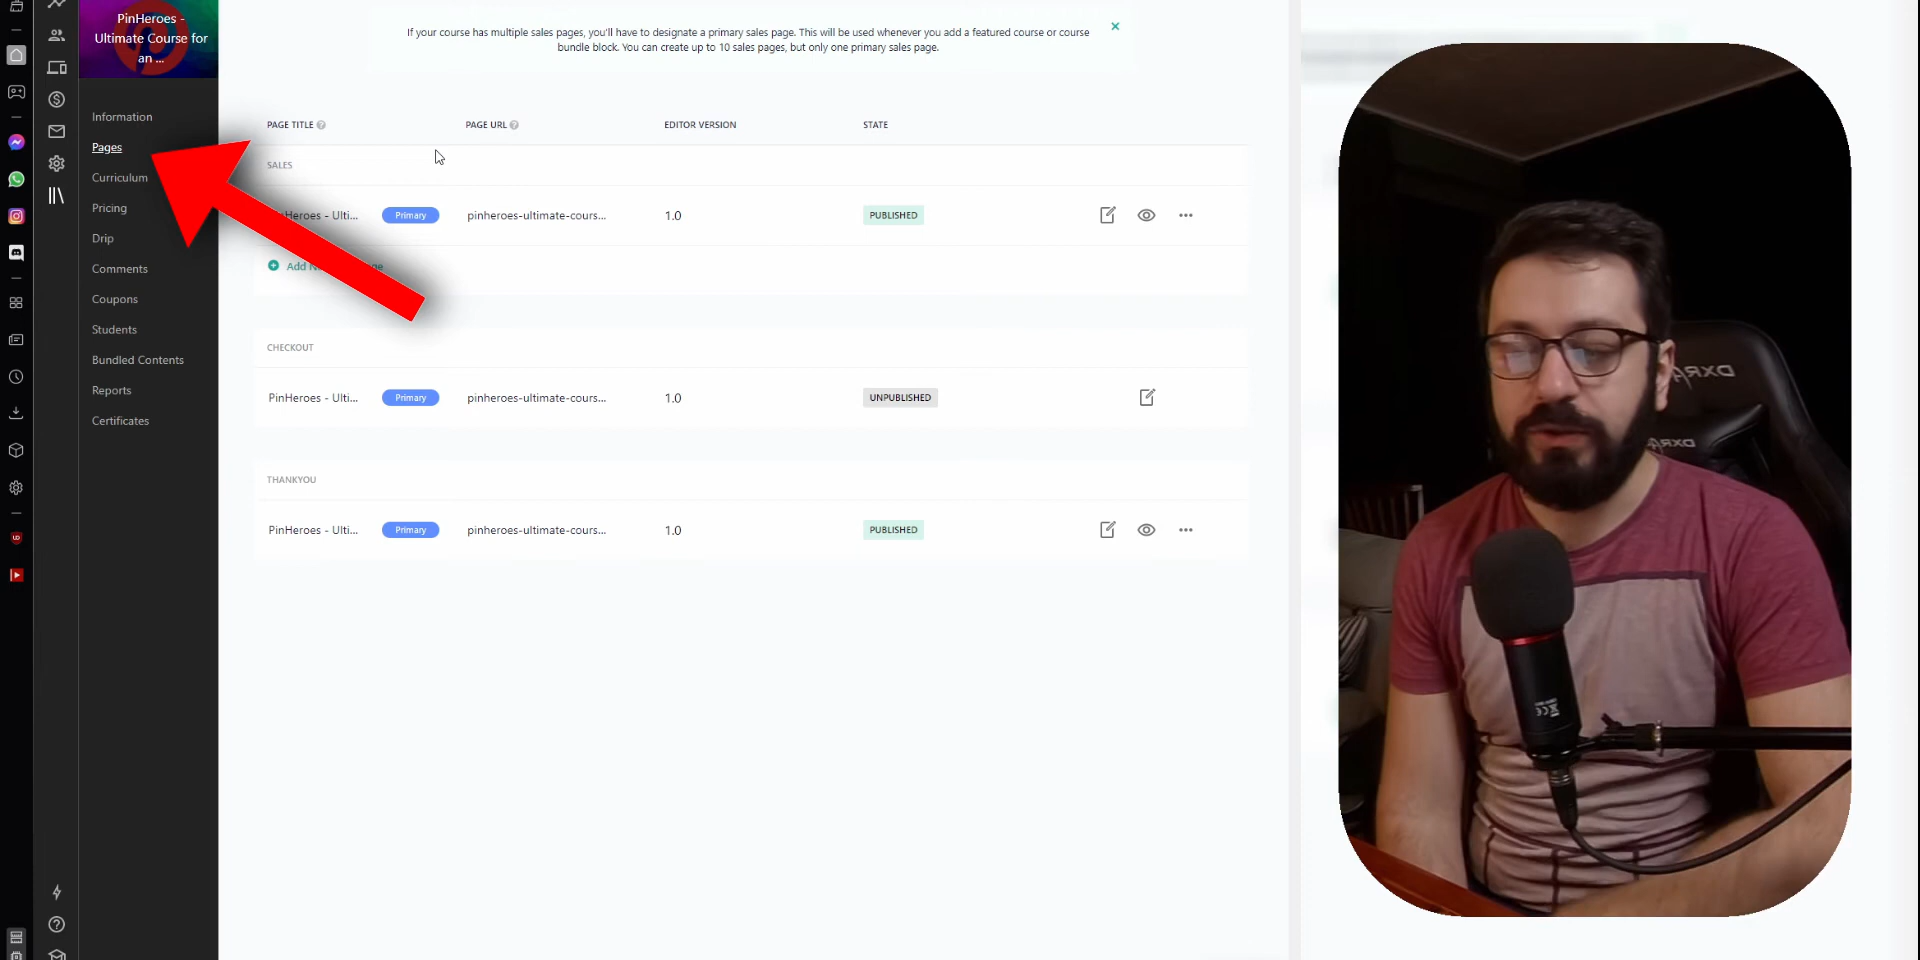 PinHeroes -
Ultimate Course for
an ...
Information
Pages
Curriculum
Pricing
Drip
Comments
Coupons
Students
Bundled Contents
Reports
Certificates
If your course has multiple sales pages, you'll have to designate a primary sales page. This will be used whenever you add a featured course or course
bundle block. You can create up to 10 sales pages, but only one primary sales page.
PAGE TITLE PAGE URL EDITOR VERSION STATE
SALES
nHeroes - Ulti... Primary pinheroes-ultimate-cours... 1.0 PUBLISHED
Add
CHECKOUT
PinHeroes - Ulti... Primary pinheroes-ultimate-cours... 1.0 UNPUBLISHED
THANKYOU
PinHeroes - Ulti... Primary pinheroes-ultimate-cours... 1.0 PUBLISHED